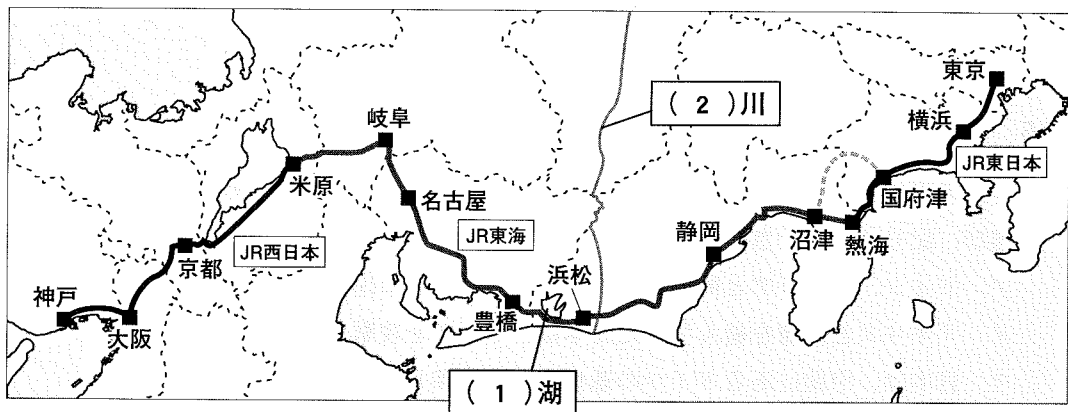 東京
( 2 )川
横浜
岐阜
JR東日本
米原
国府津
名古屋
静岡
沼津
熱海
JR東海
京都
JR西日本
浜松
神戸
豊橋
大阪
( 1 )湖